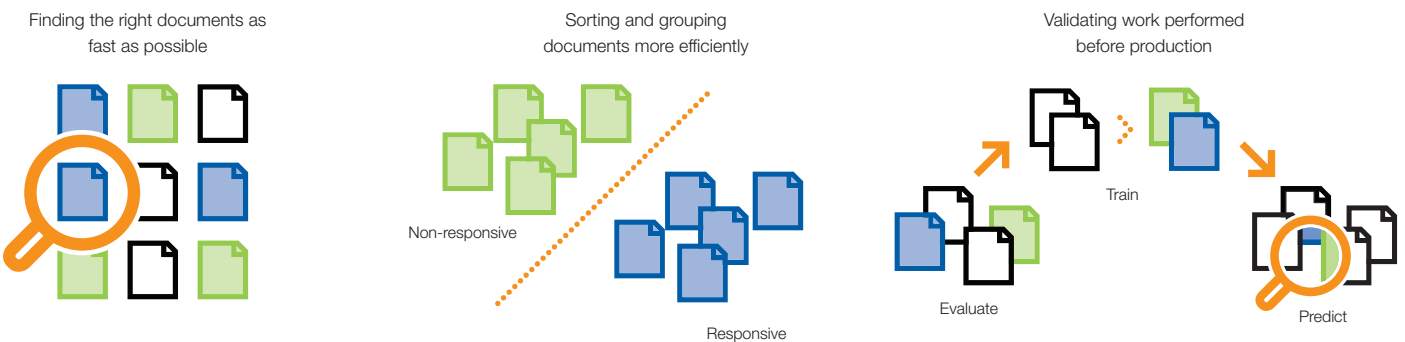 Finding the right documents as
fast as possible
Sorting and grouping
documents more efficiently
Non-responsive
Responsive
Validating work performed
before production
Train
Evaluate
Predict